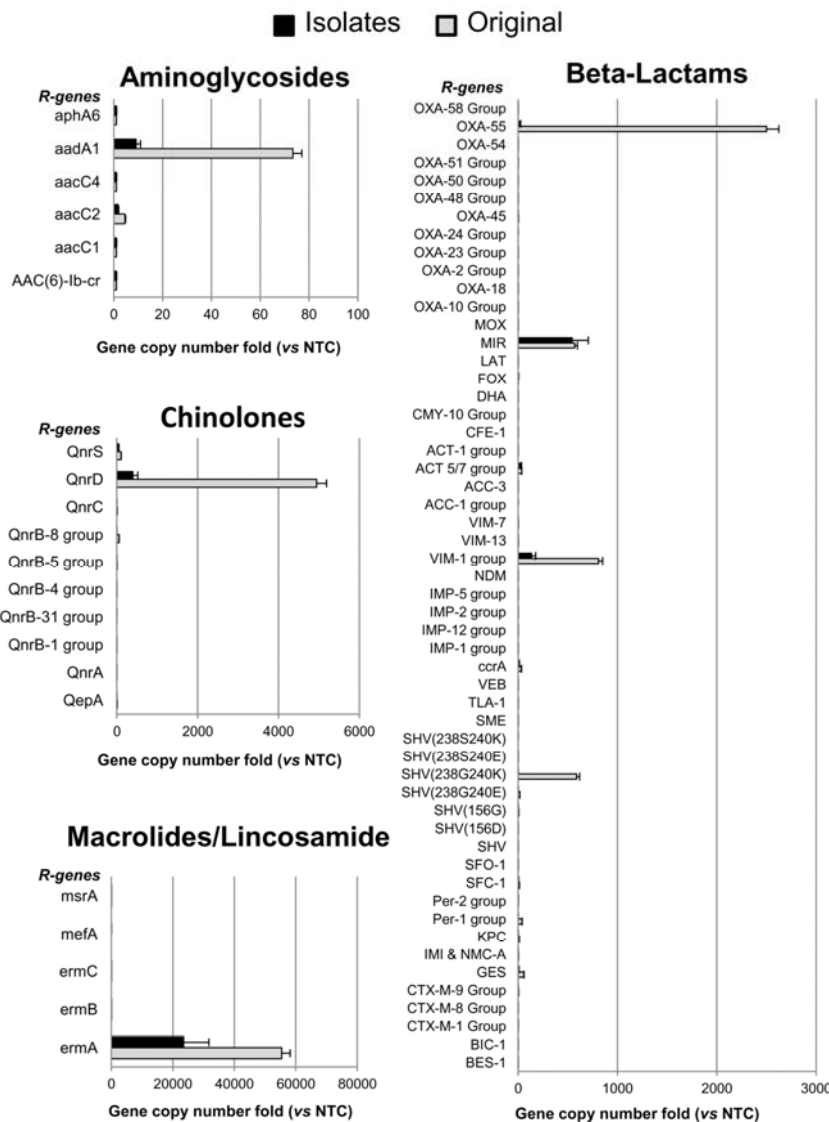 Isolates Original
Aminoglycosides
R-genes
aphA6
aadA1
aacC4
aacC2
aacC1
AAC(6)-Ib-cr
0 20 40 60 80 100
Gene copy number fold (vs NTC)
Chinolones
R-genes
QnrS
QnrD
QnrC
QnrB-8 group
QnrB-5 group
QnrB-4 group
QnrB-31 group
QnrB-1 group
QnrA
QepA
0 2000 4000 6000
Gene copy number fold (vs NTC)
Macrolides/Lincosamide
R-genes
msrA
mefA
ermC
ermB
ermA
0 20000 40000 60000 80000
Gene copy number fold (vs NTC)
Beta-Lactams
R-genes
OXA-58 Group
OXA-55
OXA-54
OXA-51 Group
OXA-50 Group
OXA-48 Group
OXA-45
OXA-24 Group
OXA-23 Group
OXA-2 Group
OXA-18
OXA-10 Group
MOX
MIR
LAT
FOX
DHA
CMY-10 Group
CFE-1
ACT-1 group
ACT 5/7 group
ACC-3
ACC-1 group
VIM-7
VIM-13
VIM-1 group
NDM
IMP-5 group
IMP-2 group
IMP-12 group
IMP-1 group
ccrA
VEB
TLA-1
SME
SHV(238S240K)
SHV(238S240E)
SHV(238G240K)
SHV(238G240E)
SHV(156G)
SHV(156D)
SHV
SFO-1
SFC-1
Per-2 group
Per-1 group
KPC
IMI & NMC-A
GES
CTX-M-9 Group
CTX-M-8 Group
CTX-M-1 Group
BIC-1
BES-1
0 1000 2000 3000
Gene copy number fold (vs NTC)